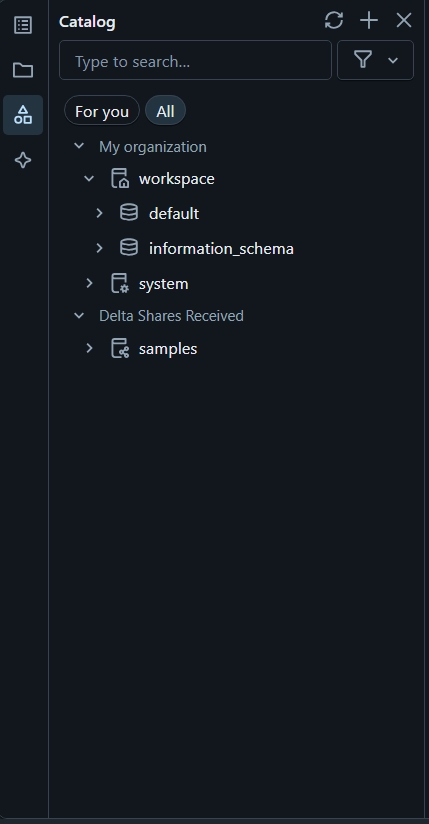 Catalog
Type to search...
For you All
My organization
workspace
default
information_schema
system
Delta Shares Received
samples